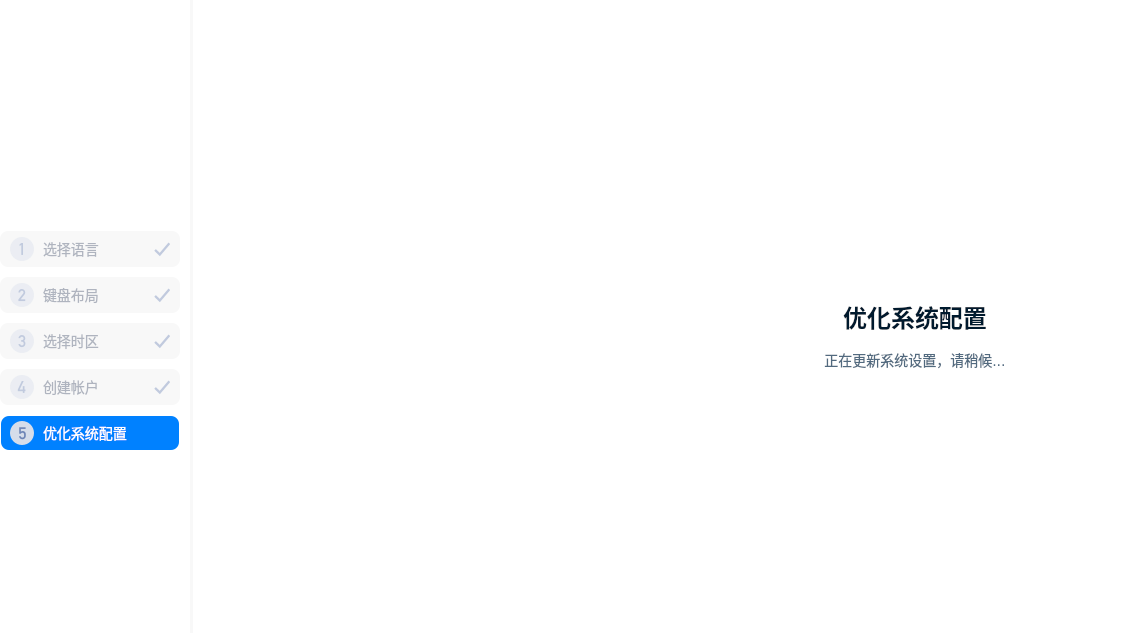 1 选择语言
2 键盘布局
3 选择时区
4 创建帐户
5 优化系统配置
优化系统配置
正在更新系统设置，请稍候...